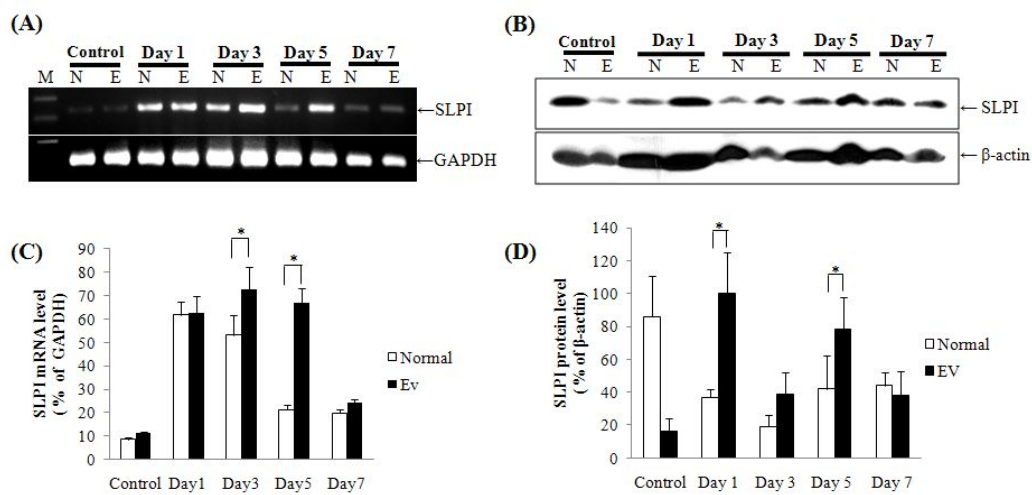 (A)
Control Day 1 Day 3 Day 5 Day 7
M N E N E N E N E N E
←SLPI
←GAPDH
(B)
Control Day 1 Day 3 Day 5 Day 7
N E N E N E N E N E
← SLPI
← β-actin
(C)
SLPI mRNA level
( % of GAPDH)
90
80
70
60
50
40
30
20
10
0
*
*
Control Day1 Day3 Day5 Day7
Normal
Ev
(D)
SLPI protein level
( % of β-actin)
140
120
100
80
60
40
20
0
*
*
Control Day 1 Day 3 Day 5 Day 7
Normal
EV